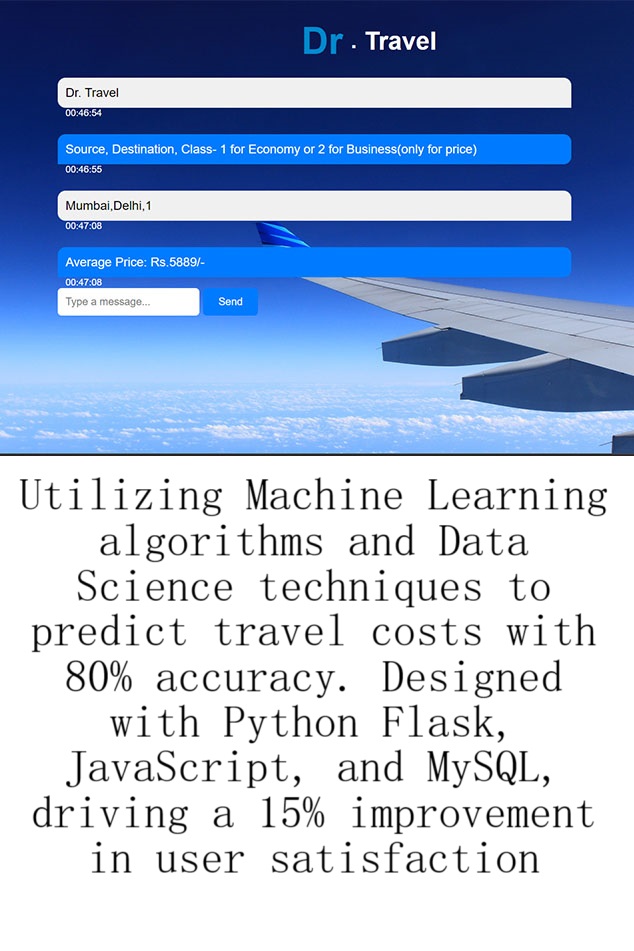 Dr . Travel
Dr. Travel
00:46:54
Source, Destination, Class- 1 for Economy or 2 for Business(only for price)
00:46:55
Mumbai,Delhi,1
00:47:08
Average Price: Rs.5889/-
00:47:08
Type a message... Send
Utilizing Machine Learning
algorithms and Data
Science techniques to
predict travel costs with
80% accuracy. Designed
with Python Flask,
JavaScript, and MySQL,
driving a 15% improvement
in user satisfaction